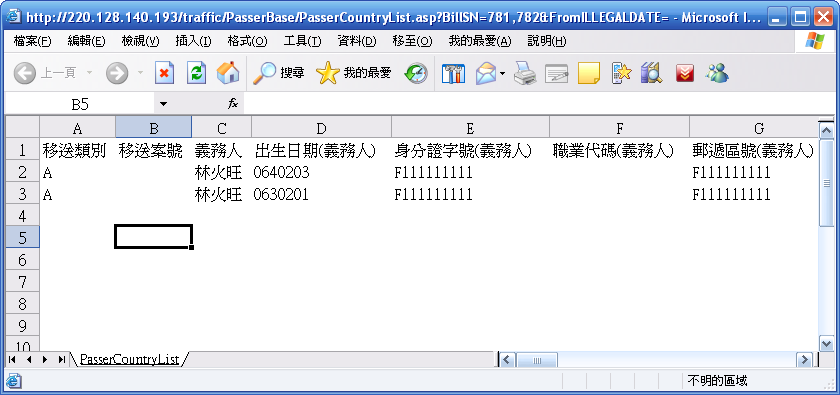 http://220.128.140.193/traffic/PasserBase/PasserCountryList.asp?BillSN=781,782&FromILLEGALDATE= - Microsoft I...
檔案(F) 編輯(E) 檢視(V) 插入(I) 格式(O) 工具(T) 資料(D) 移至(O) 我的最愛(A) 說明(H)
上一頁 搜尋 我的最愛
B5 fx
A B C D E F G
1 移送類別 移送案號 義務人 出生日期(義務人) 身分證字號(義務人) 職業代碼(義務人) 郵遞區號(義務人)
2 A 林火旺 0640203 F111111111 F111111111
3 A 林火旺 0630201 F111111111 F111111111
4
5
6
7
8
9
10
PasserCountryList
不明的區域